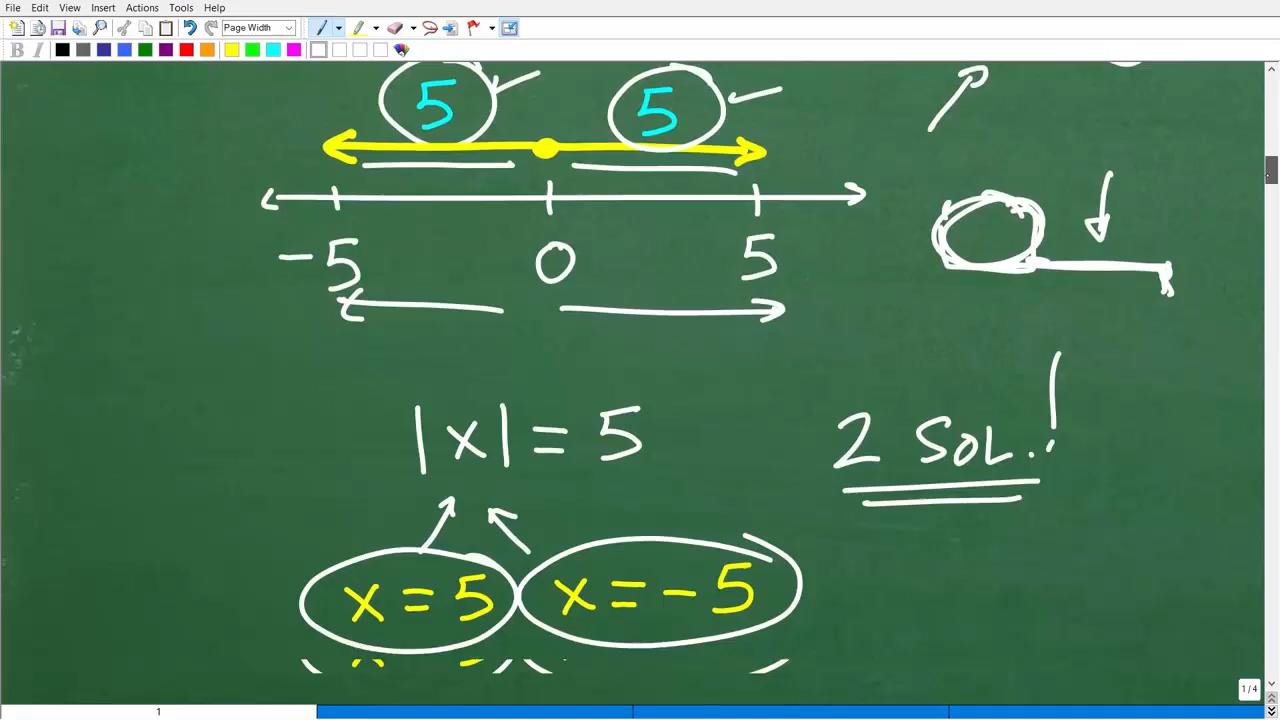 File Edit View Insert Actions Tools Help
Page Width
B I
5 5
-5 0 5
|x| = 5
2 SOL.!
x = 5 x = -5
1/4
1